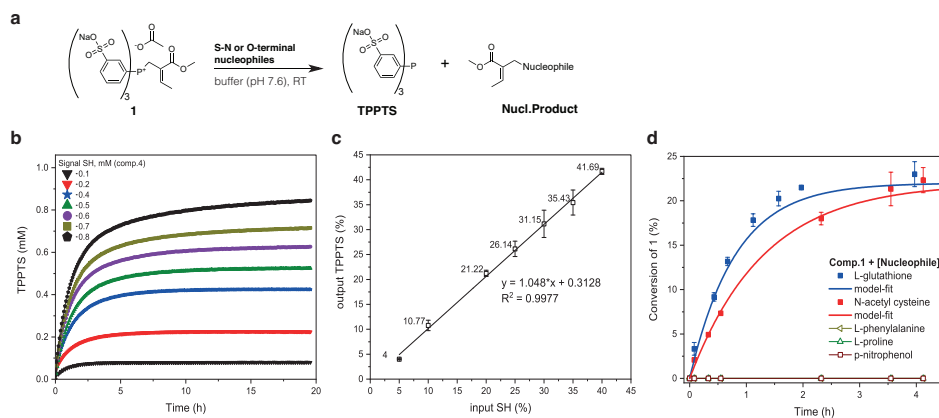 a
NaO
O
S
O
3
P⁺
⁻O
O
O
O
1
S-N or O-terminal
nucleophiles
buffer (pH 7.6), RT
NaO
O
S
O
3
P
TPPTS
+
O
O
Nucleophile
Nucl.Product
b
Signal SH, mM (comp.4)
-0.1
-0.2
-0.4
-0.5
-0.6
-0.7
-0.8
1.0
0.8
0.6
0.4
0.2
0.0
TPPTS (mM)
0 5 10 15 20
Time (h)
c
45
40
35
30
25
20
15
10
5
0
output TPPTS (%)
4
10.77
21.22
26.14
31.15
35.43
41.69
y = 1.048*x + 0.3128
R² = 0.9977
0 5 10 15 20 25 30 35 40 45
input SH (%)
d
25
20
15
10
5
0
Conversion of 1 (%)
Comp.1 + [Nucleophile]
L-glutathione
model-fit
N-acetyl cysteine
model-fit
L-phenylalanine
L-proline
p-nitrophenol
0 1 2 3 4
Time (h)